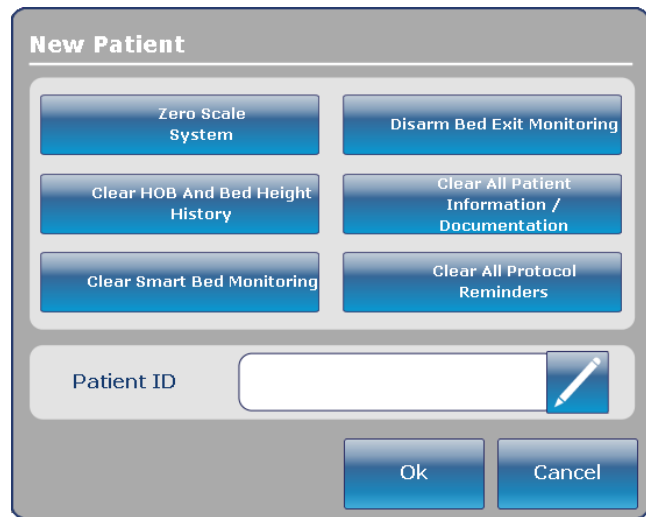 New Patient
Zero Scale
System
Disarm Bed Exit Monitoring
Clear HOB And Bed Height
History
Clear All Patient
Information /
Documentation
Clear Smart Bed Monitoring
Clear All Protocol
Reminders
Patient ID
Ok
Cancel